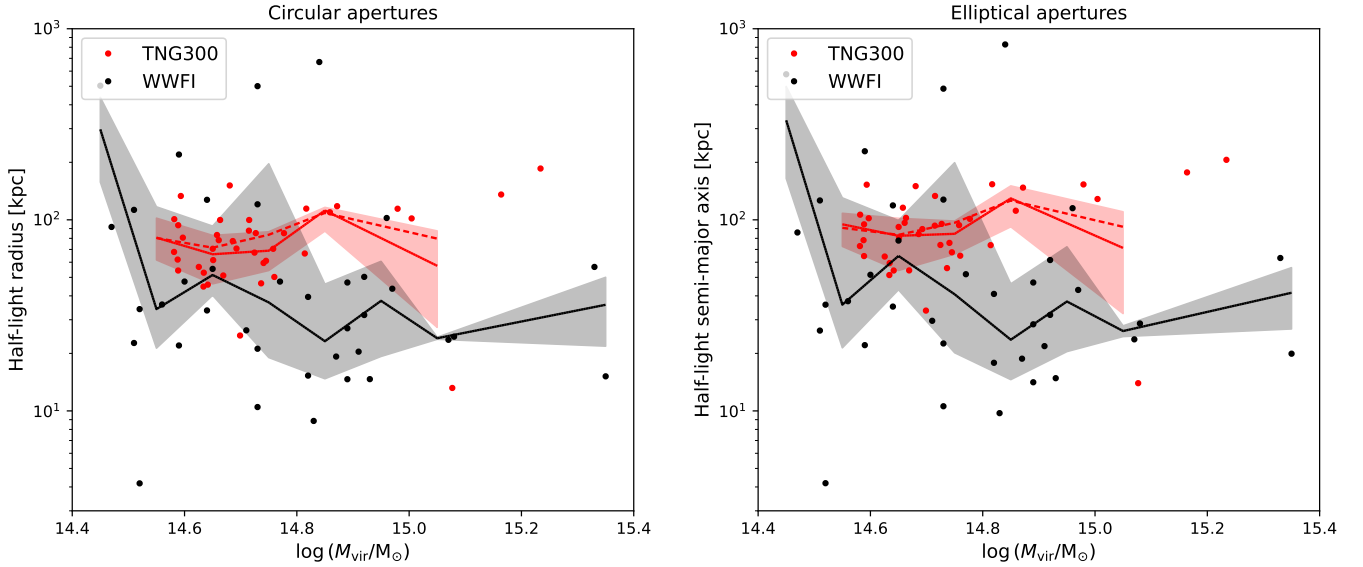 Circular apertures
Half-light radius [kpc]
10³
10²
10¹
TNG300
WWFI
14.4 14.6 14.8 15.0 15.2 15.4
log (M_vir/M_⊙)
Elliptical apertures
Half-light semi-major axis [kpc]
10³
10²
10¹
TNG300
WWFI
14.4 14.6 14.8 15.0 15.2 15.4
log (M_vir/M_⊙)